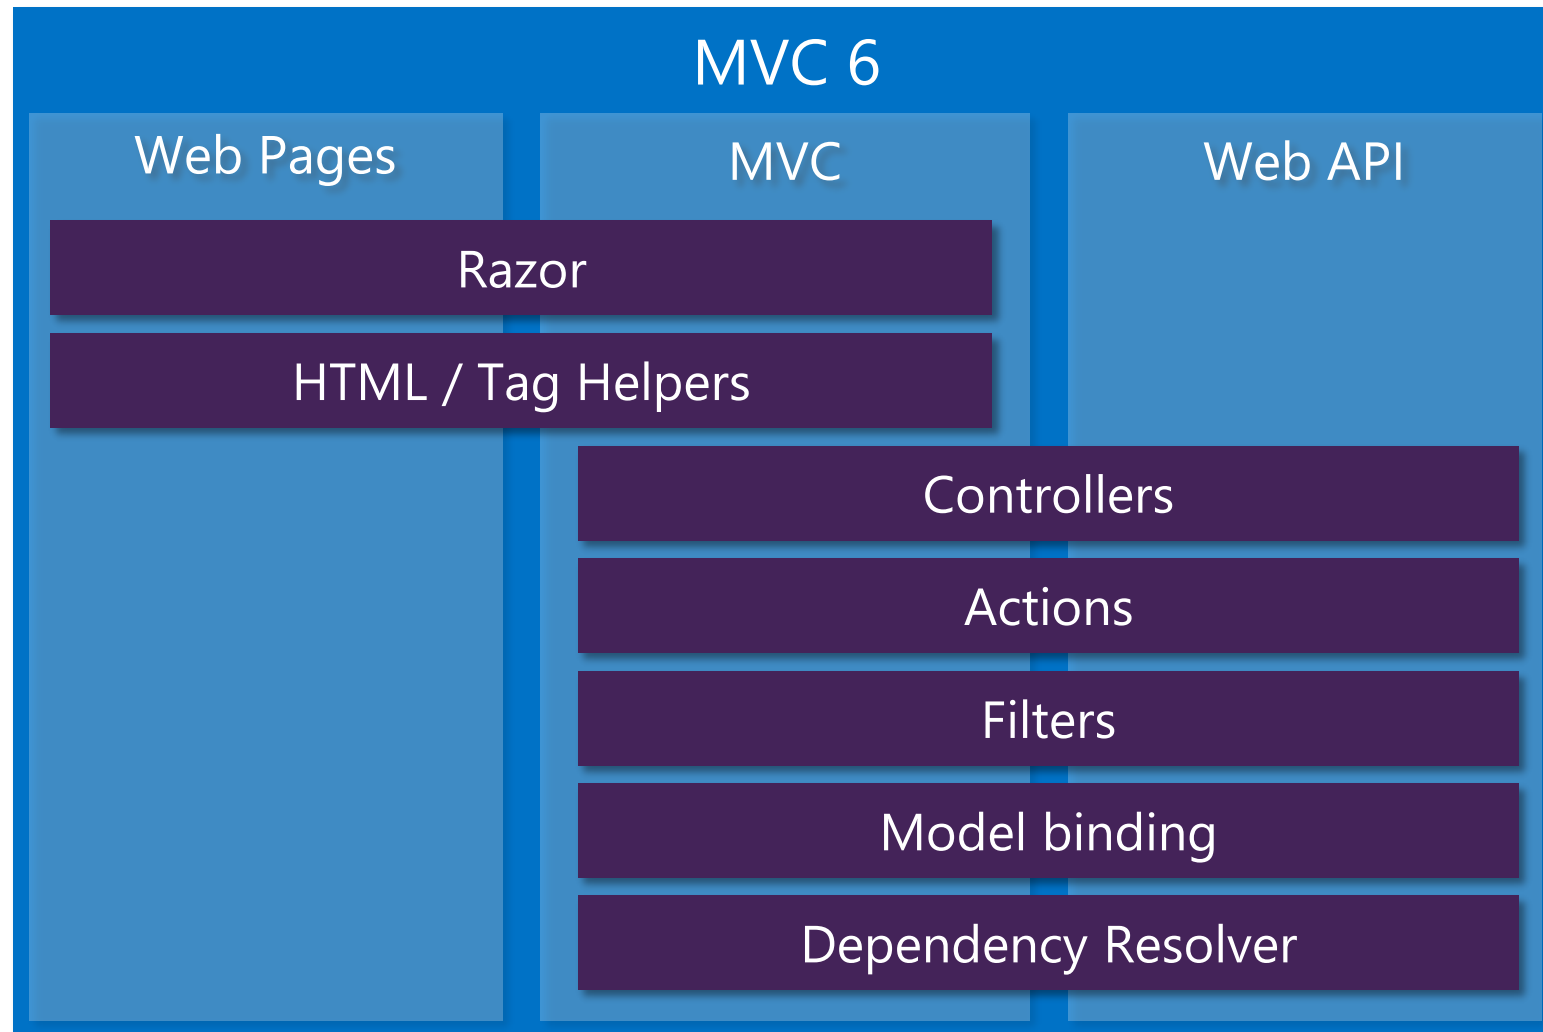 MVC 6
Web Pages
MVC
Web API
Razor
HTML / Tag Helpers
Controllers
Actions
Filters
Model binding
Dependency Resolver